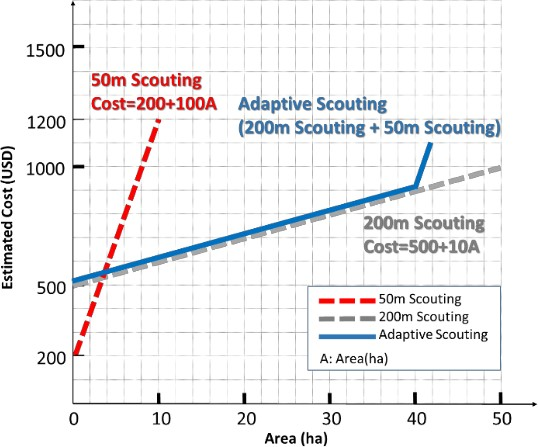 1500
50m Scouting
Cost=200+100A
Adaptive Scouting
(200m Scouting + 50m Scouting)
1200
1000
200m Scouting
Cost=500+10A
500
50m Scouting
200m Scouting
Adaptive Scouting
A: Area(ha)
200
0
10
20
30
40
50
Area (ha)
Estimated Cost (USD)